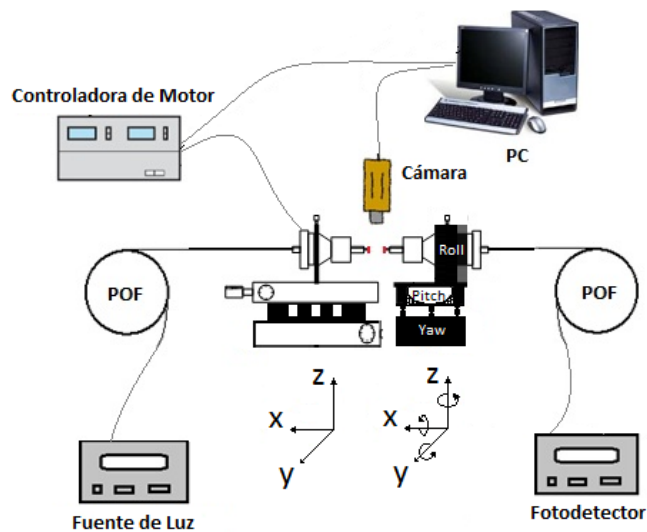 Controladora de Motor
PC
Cámara
Roll
POF
Pitch
POF
Yaw
z
x
y
z
x
y
Fuente de Luz
Fotodetector